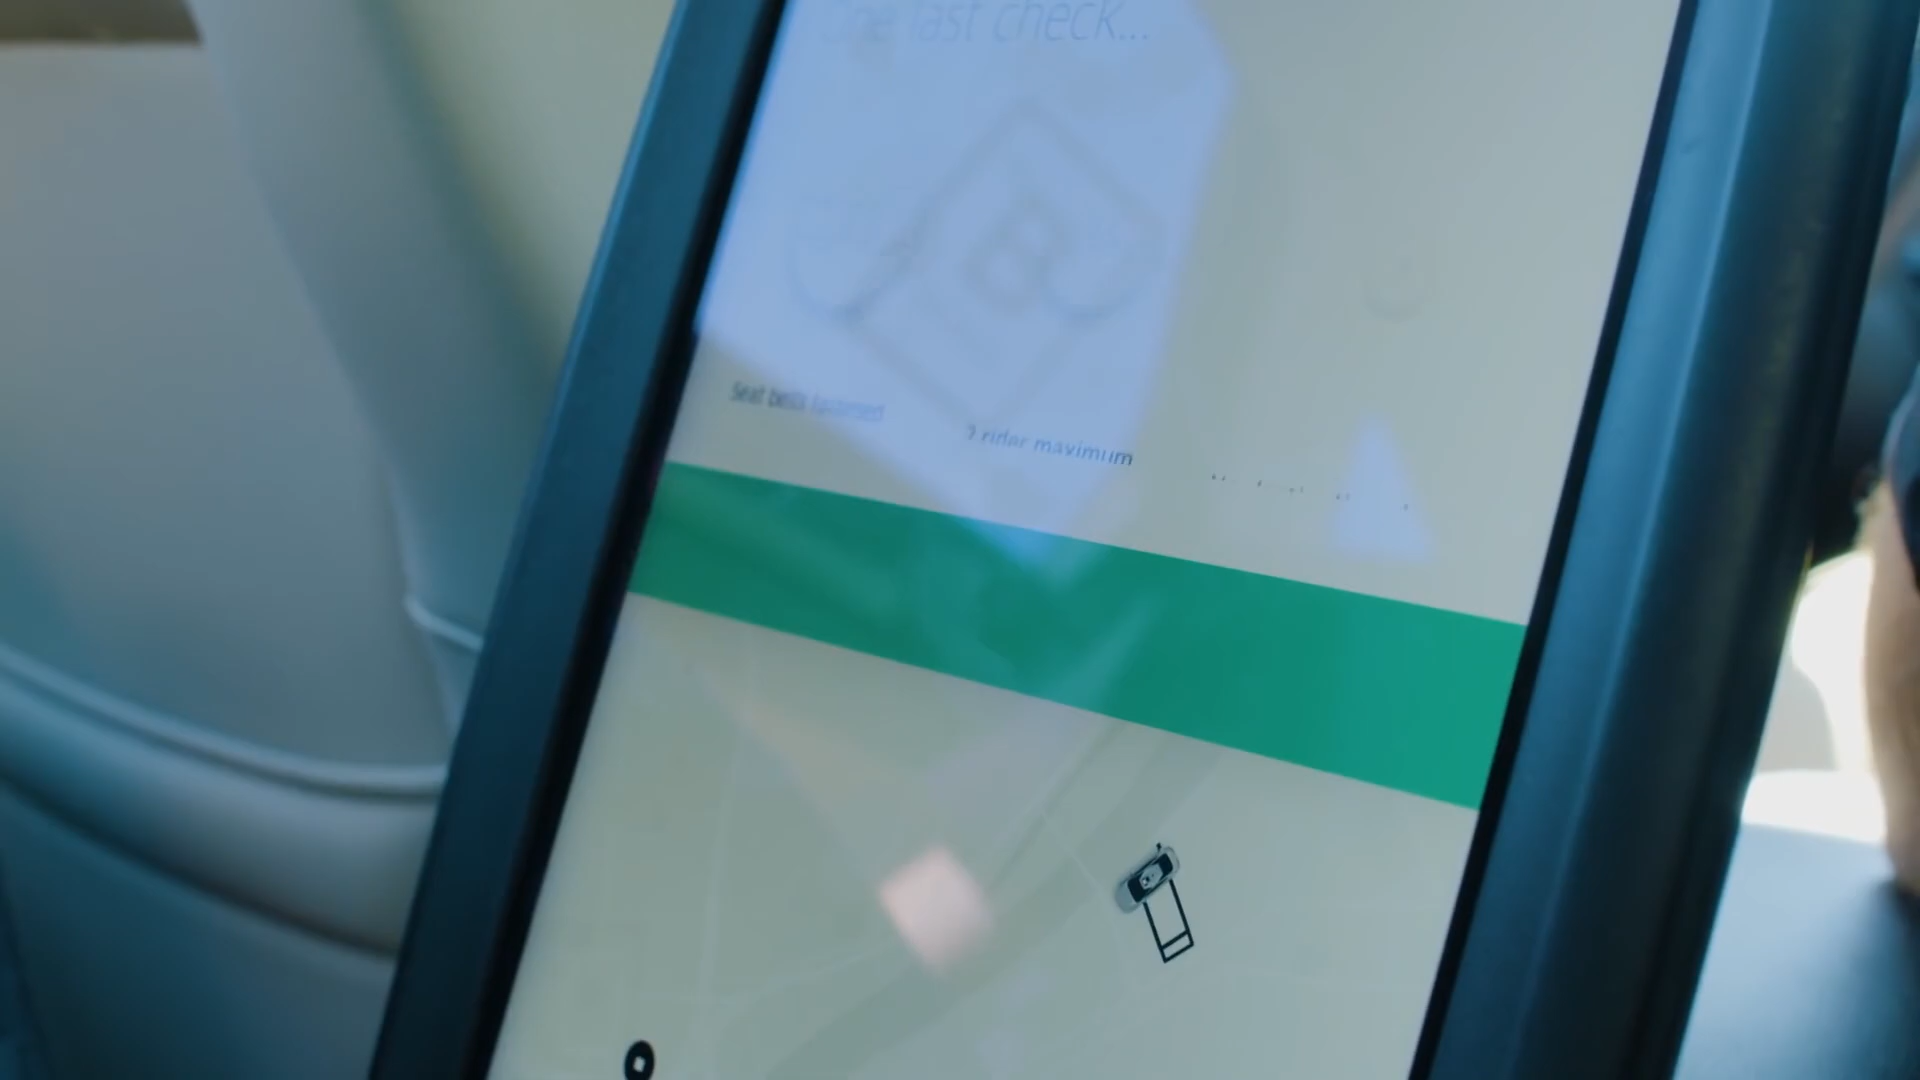 One last check...
Seat belts fastened
2 rider maximum